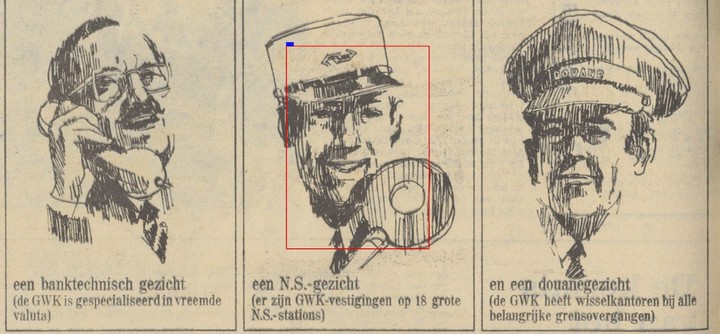 DOUANE
een banktechnisch gezicht
(de GWK is gespecialiseerd in vreemde
valuta)
een N.S.-gezicht
(er zijn GWK-vestigingen op 18 grote
N.S.-stations)
en een douanegezicht
(de GWK heeft wisselkantoren bij alle
belangrijke grensovergangen)